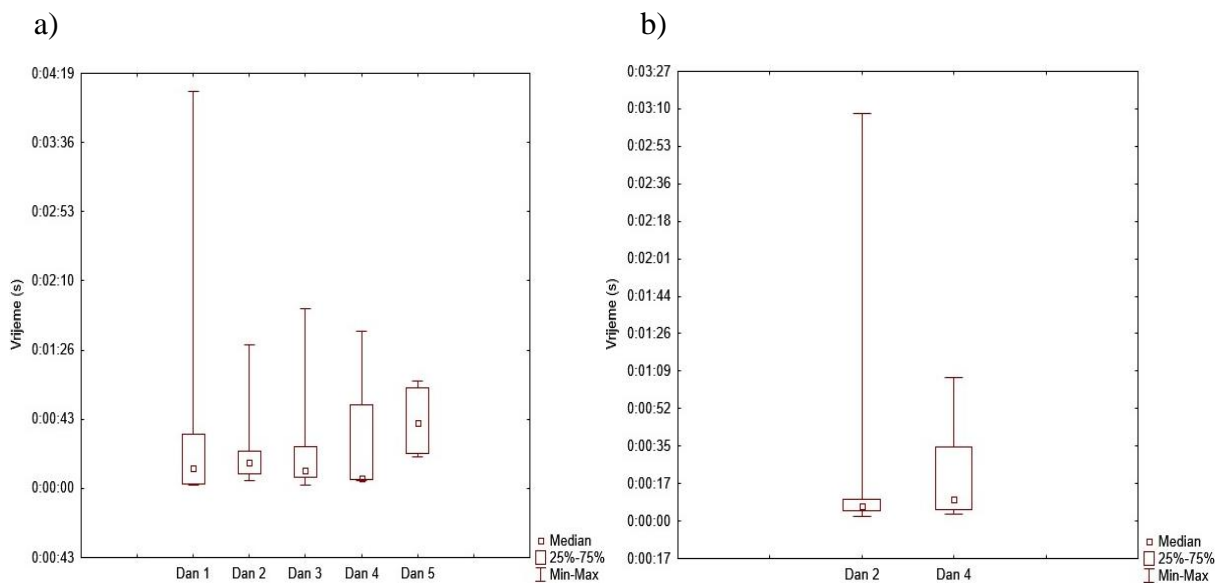 a)
0:04:19
0:03:36
0:02:53
0:02:10
0:01:26
0:00:43
0:00:00
0:00:43
Vrijeme (s)
Dan 1 Dan 2 Dan 3 Dan 4 Dan 5
Median
25%-75%
Min-Max
b)
0:03:27
0:03:10
0:02:53
0:02:36
0:02:18
0:02:01
0:01:44
0:01:26
0:01:09
0:00:52
0:00:35
0:00:17
0:00:00
0:00:17
Vrijeme (s)
Dan 2 Dan 4
Median
25%-75%
Min-Max